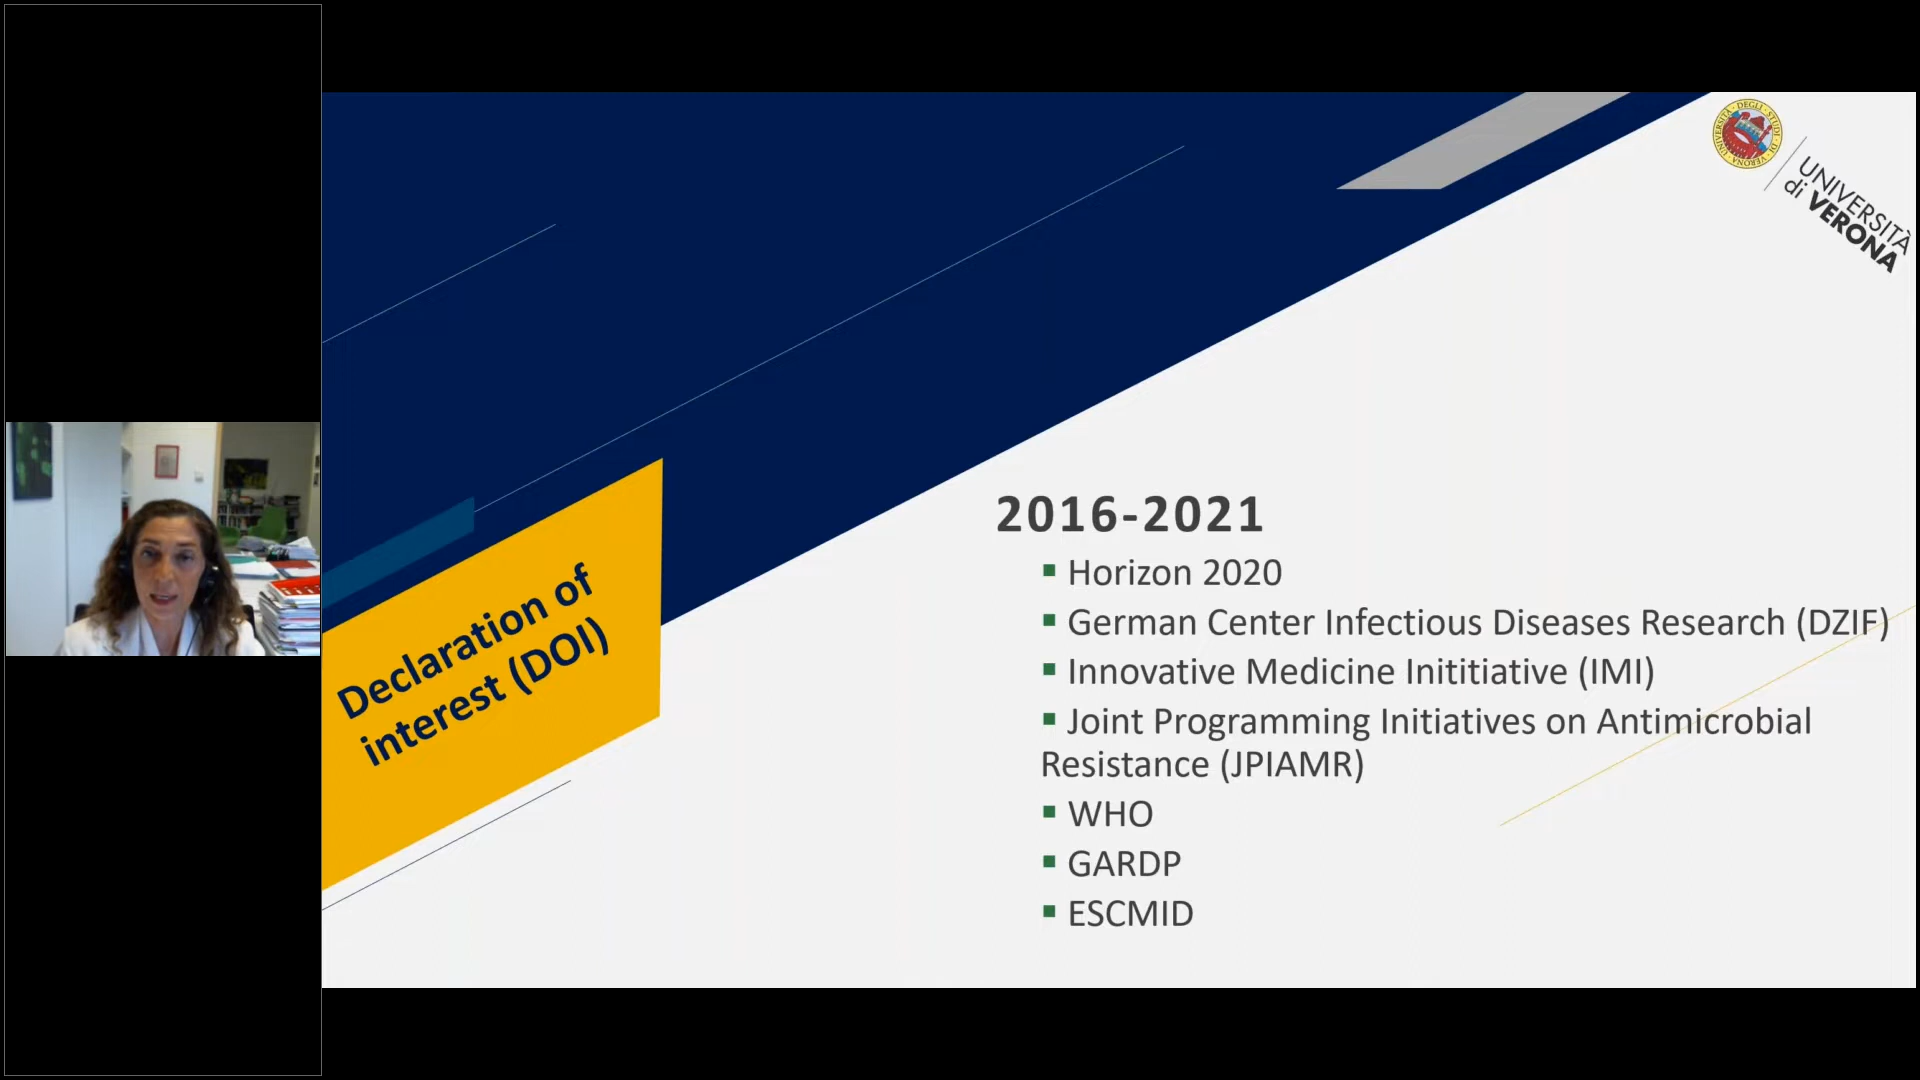 UNIVERSITÀ
di VERONA
Declaration of
interest (DOI)
2016-2021
▪ Horizon 2020
▪ German Center Infectious Diseases Research (DZIF)
▪ Innovative Medicine Inititiative (IMI)
▪ Joint Programming Initiatives on Antimicrobial
Resistance (JPIAMR)
▪ WHO
▪ GARDP
▪ ESCMID